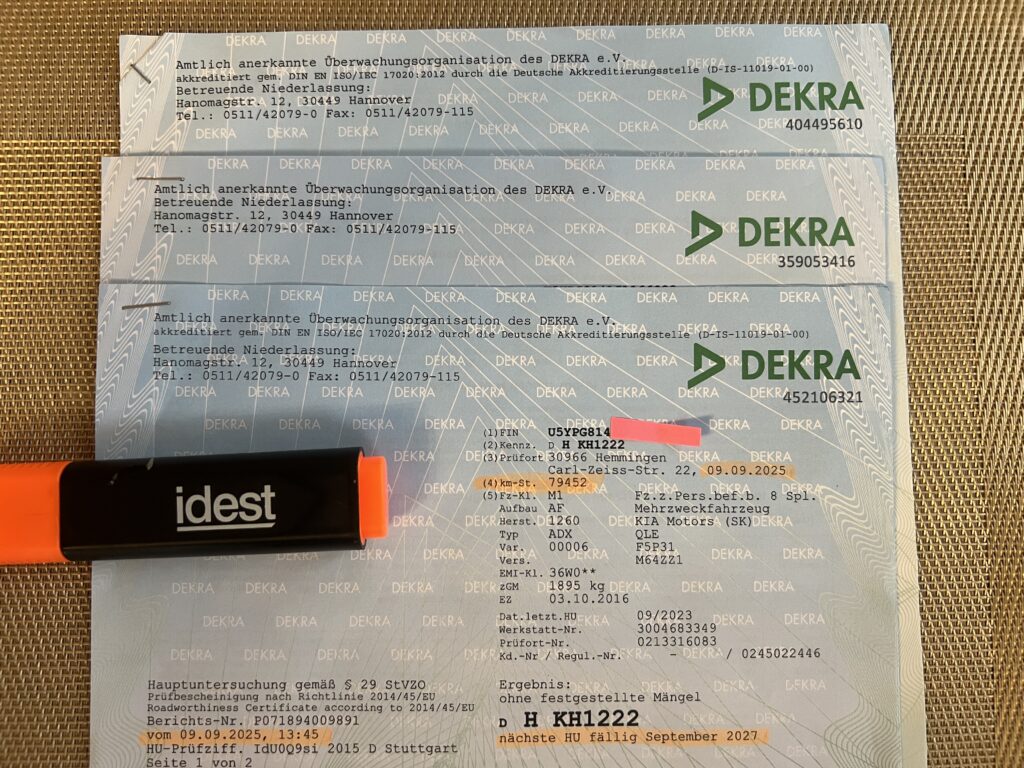 Amtlich anerkannte Überwachungsorganisation des DEKRA e.V.
akkreditiert gem. DIN EN ISO/IEC 17020:2012 durch die Deutsche Akkreditierungsstelle (D-IS-11019-01-00)
Betreuende Niederlassung:
Hanomagstr. 12, 30449 Hannover
Tel.: 0511/42079-0 Fax: 0511/42079-115
DEKRA
404495610
Amtlich anerkannte Überwachungsorganisation des DEKRA e.V.
Betreuende Niederlassung:
Hanomagstr. 12, 30449 Hannover
Tel.: 0511/42079-0 Fax: 0511/42079-115
DEKRA
359053416
Amtlich anerkannte Überwachungsorganisation des DEKRA e.V.
akkreditiert gem. DIN EN ISO/IEC 17020:2012 durch die Deutsche Akkreditierungsstelle (D-IS-11019-01-00)
Betreuende Niederlassung:
Hanomagstr. 12, 30449 Hannover
Tel.: 0511/42079-0 Fax: 0511/42079-115
DEKRA
452106321
(1) FIN U5YPG814
(2) Kennz. D H KH1222
(3) Prüfort 30966 Hemmingen
Carl-Zeiss-Str. 22, 09.09.2025
(4) km-St. 79452
(5) Fz-Kl. M1 Fz.z.Pers.bef.b. 8 Spl.
Aufbau AF Mehrzweckfahrzeug
Herst. 1260 KIA Motors (SK)
Typ ADX QLE
Var. 00006 F5P31
Vers. M64ZZ1
EMI-Kl. 36W0**
zGM 1895 kg
EZ 03.10.2016
Dat.letzt.HU 09/2023
Werkstatt-Nr. 3004683349
Prüfort-Nr. 0213316083
Kd.-Nr / Regul.-Nr. - / 0245022446
idest
Hauptuntersuchung gemäß § 29 StVZO
Prüfbescheinigung nach Richtlinie 2014/45/EU
Roadworthiness Certificate according to 2014/45/EU
Berichts-Nr. P071894009891
vom 09.09.2025, 13:45
HU-Prüfziff. IdU0Q9si 2015 D Stuttgart
Seite 1 von 2
Ergebnis:
ohne festgestellte Mängel
D H KH1222
nächste HU fällig September 2027